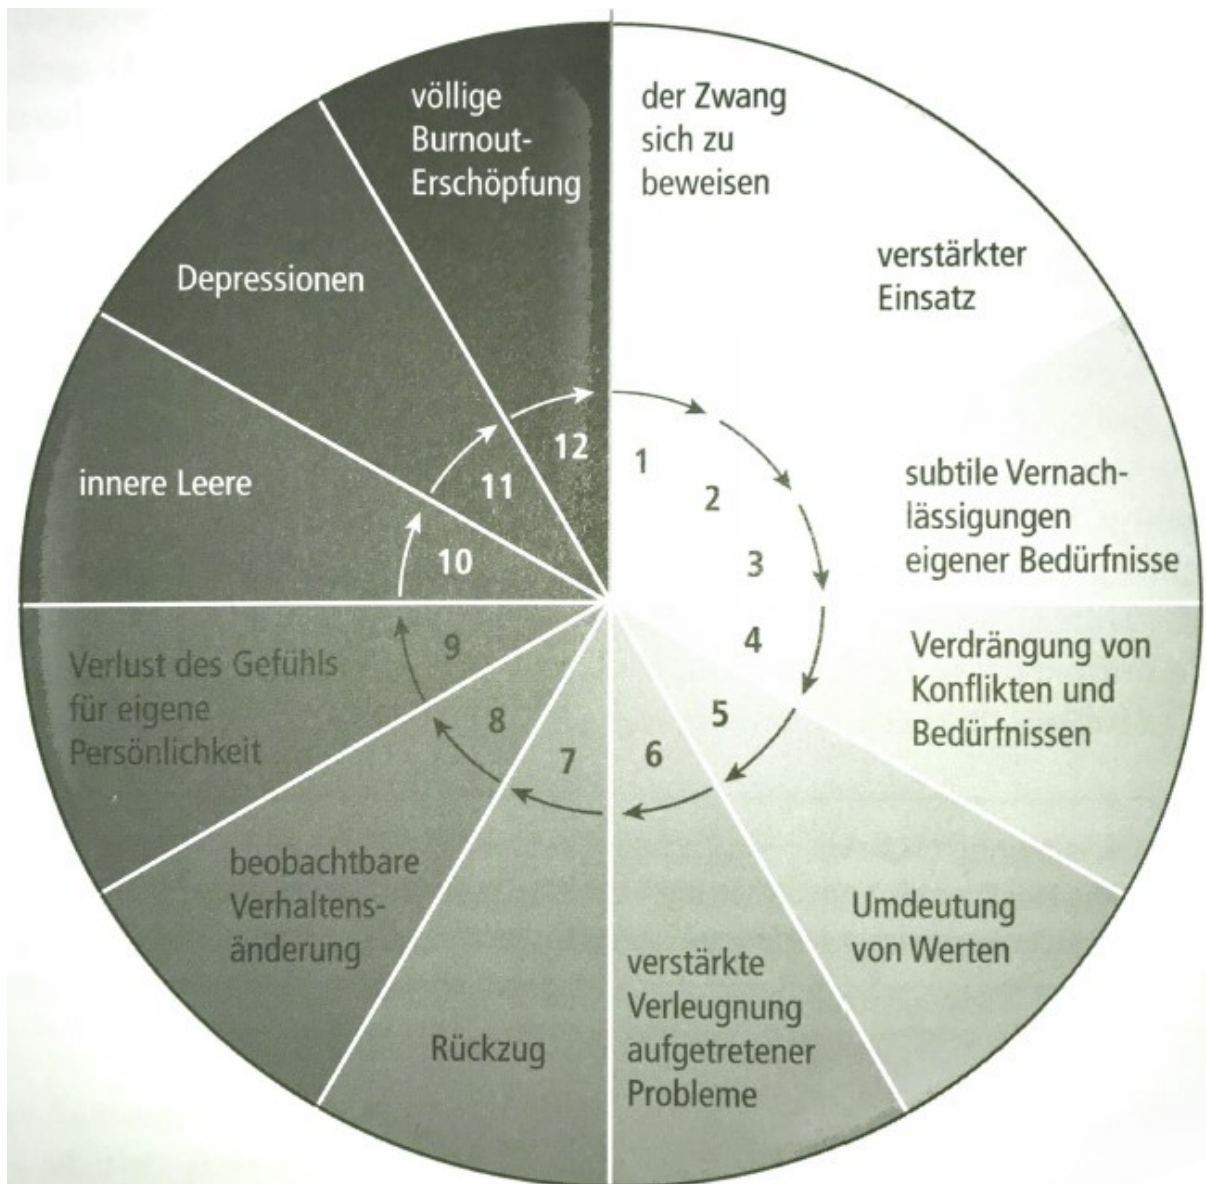 der Zwang
sich zu
beweisen
verstärkter
Einsatz
subtile Vernach-
lässigungen
eigener Bedürfnisse
Verdrängung von
Konflikten und
Bedürfnissen
Umdeutung
von Werten
verstärkte
Verleugnung
aufgetretener
Probleme
Rückzug
beobachtbare
Verhaltens-
änderung
Verlust des Gefühls
für eigene
Persönlichkeit
innere Leere
Depressionen
völlige
Burnout-
Erschöpfung
1
2
3
4
5
6
7
8
9
10
11
12